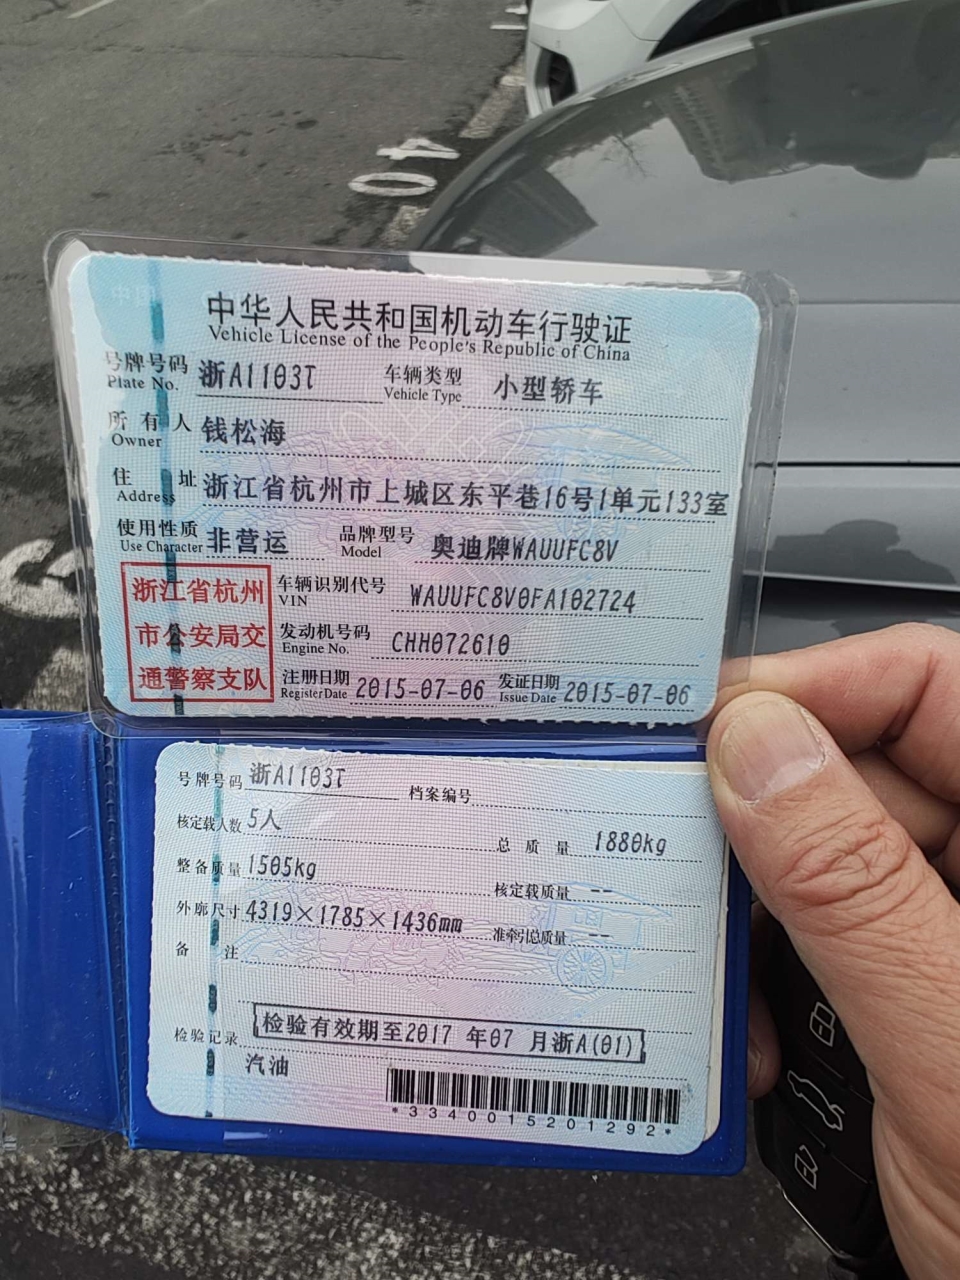 40
中华人民共和国机动车行驶证
Vehicle License of the People's Republic of China
号牌号码 浙A1103T 车辆类型 小型轿车
Plate No. Vehicle Type
所有人 钱松海
Owner
住址 浙江省杭州市上城区东平巷16号1单元133室
Address
使用性质 非营运 品牌型号 奥迪牌WAUUFC8V
Use Character Model
浙江省杭州
市公安局交
通警察支队
车辆识别代号 WAUUFC8V0FA102724
VIN
发动机号码 CHH072610
Engine No.
注册日期 2015-07-06 发证日期 2015-07-06
Register Date Issue Date
号牌号码 浙A1103T 档案编号
核定载人数 5人 总质量 1880kg
整备质量 1505kg 核定载质量 --
外廓尺寸 4319×1785×1436mm 准牵引总质量 --
备注
检验记录 检验有效期至2017 年07 月浙A(01)
汽油
*3340015201292*